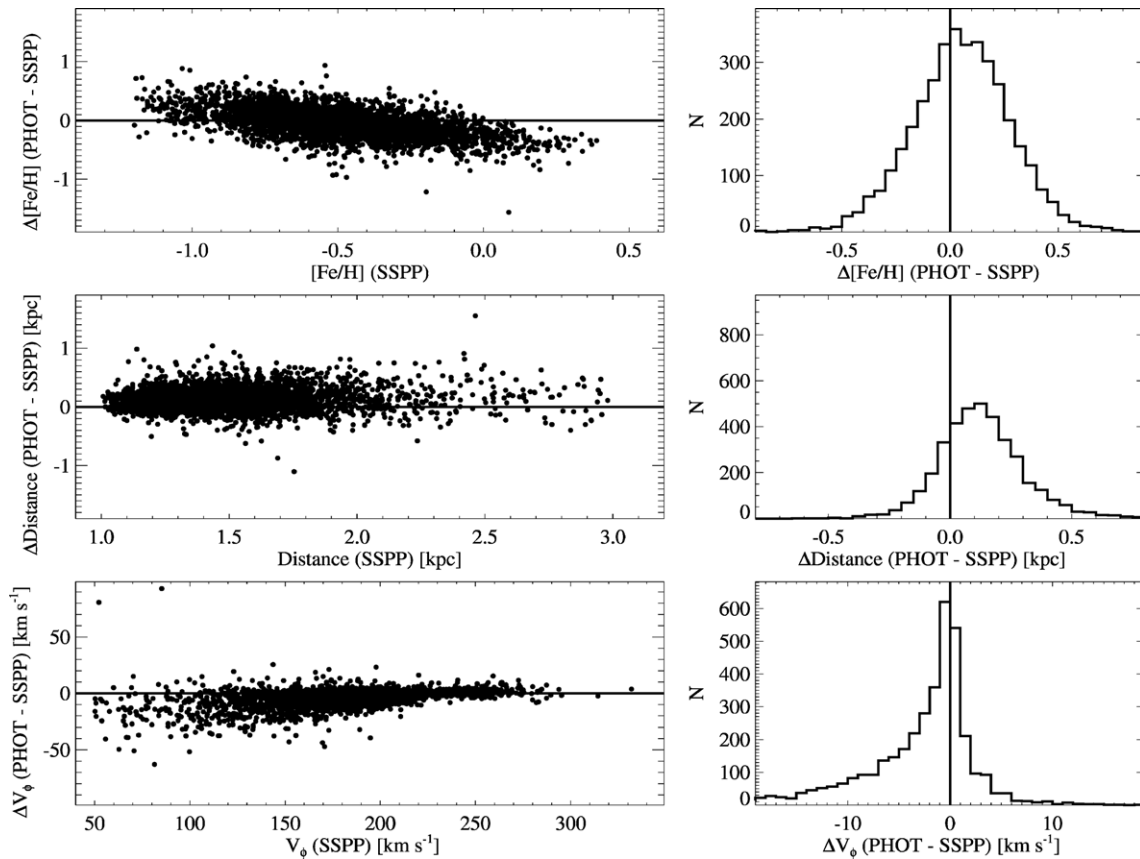 Δ[Fe/H] (PHOT - SSPP)
1
0
-1
-1.0 -0.5 0.0 0.5
[Fe/H] (SSPP)
N
300
200
100
0
-0.5 0.0 0.5
Δ[Fe/H] (PHOT - SSPP)
ΔDistance (PHOT - SSPP) [kpc]
1
0
-1
1.0 1.5 2.0 2.5 3.0
Distance (SSPP) [kpc]
N
800
600
400
200
0
-0.5 0.0 0.5
ΔDistance (PHOT - SSPP) [kpc]
ΔVϕ (PHOT - SSPP) [km s⁻¹]
50
0
-50
50 100 150 200 250 300
Vϕ (SSPP) [km s⁻¹]
N
600
500
400
300
200
100
0
-10 0 10
ΔVϕ (PHOT - SSPP) [km s⁻¹]